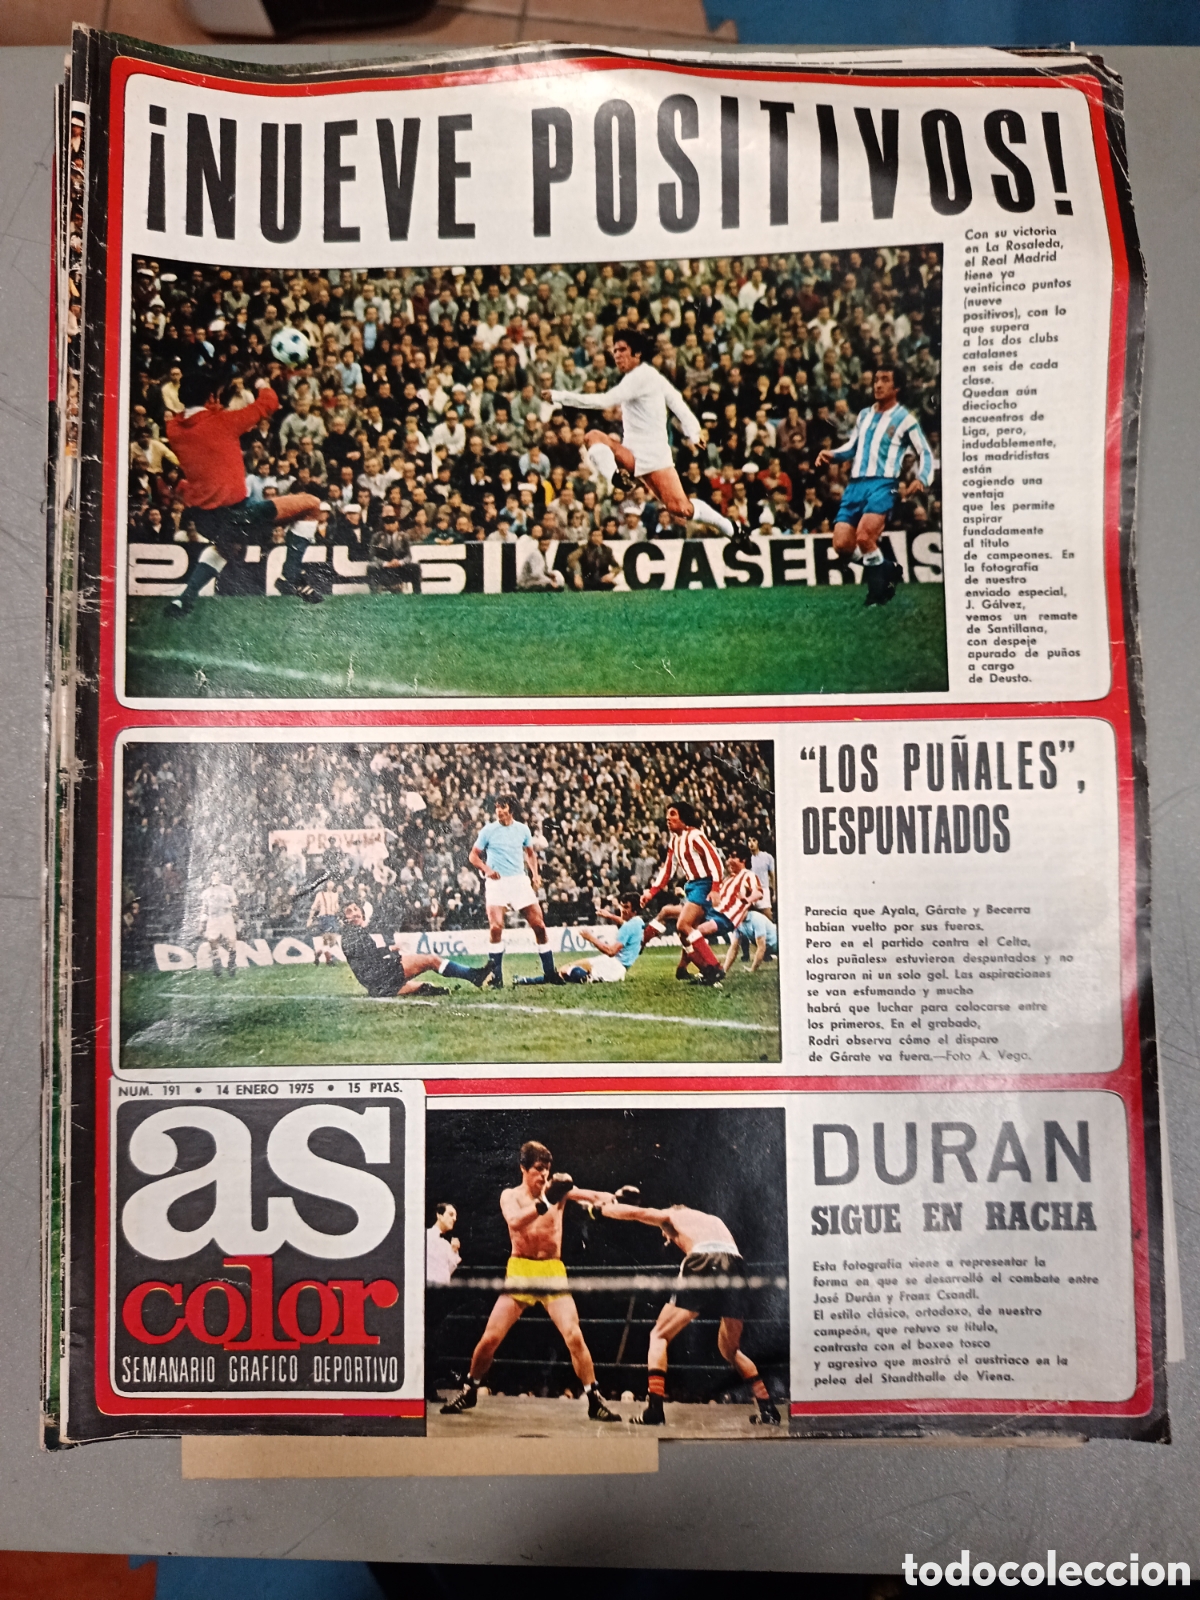 ¡NUEVE POSITIVOS!
Con su victoria
en La Rosaleda,
el Real Madrid
tiene ya
veinticinco puntos
(nueve
positivos), con lo
que supera
a los dos clubs
catalanes
en seis de cada
clase.
Quedan aún
dieciocho
encuentros de
Liga, pero,
indudablemente,
los madridistas
están
cogiendo una
ventaja
que les permite
aspirar
fundadamente
al título
de campeones. En
la fotografía
de nuestro
enviado especial,
J. Gálvez,
vemos un remate
de Santillana,
con despeje
apurado de puños
a cargo
de Deusto.
CASERAS
"LOS PUÑALES",
DESPUNTADOS
Parecía que Ayala, Gárate y Becerra
habían vuelto por sus fueros.
Pero en el partido contra el Celta,
«los puñales» estuvieron despuntados y no
lograron ni un solo gol. Las aspiraciones
se van esfumando y mucho
habrá que luchar para colocarse entre
los primeros. En el grabado,
Rodri observa cómo el disparo
de Gárate va fuera.—Foto A. Vega.
DANON
Avia
Avia
NUM. 191 • 14 ENERO 1975 • 15 PTAS.
as
color
SEMANARIO GRAFICO DEPORTIVO
DURAN
SIGUE EN RACHA
Esta fotografía viene a representar la
forma en que se desarrolló el combate entre
José Durán y Franz Csondl.
El estilo clásico, ortodoxo, de nuestro
campeón, que retuvo su título,
contrasta con el boxeo tosco
y agresivo que mostró el austriaco en la
pelea del Standthalle de Viena.
todocoleccion
todocoleccion.net